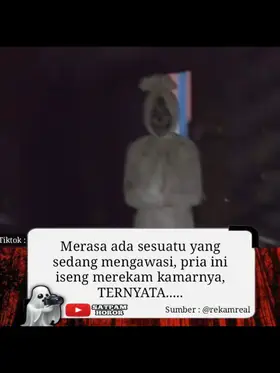 Tiktok :
Merasa ada sesuatu yang
sedang mengawasi, pria ini
iseng merekam kamarnya,
TERNYATA.....
SATPAM
HOROR
Sumber : @rekamreal